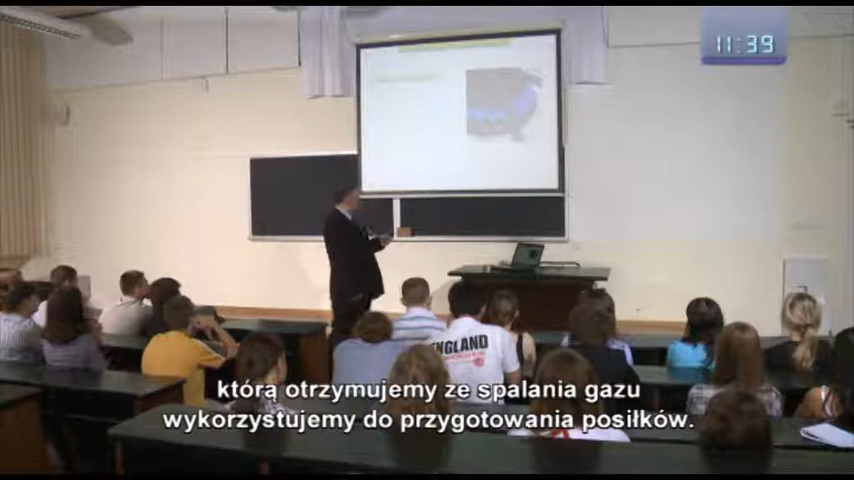 11:39
ENGLAND
którą otrzymujemy ze spalania gazu
wykorzystujemy do przygotowania posiłków.